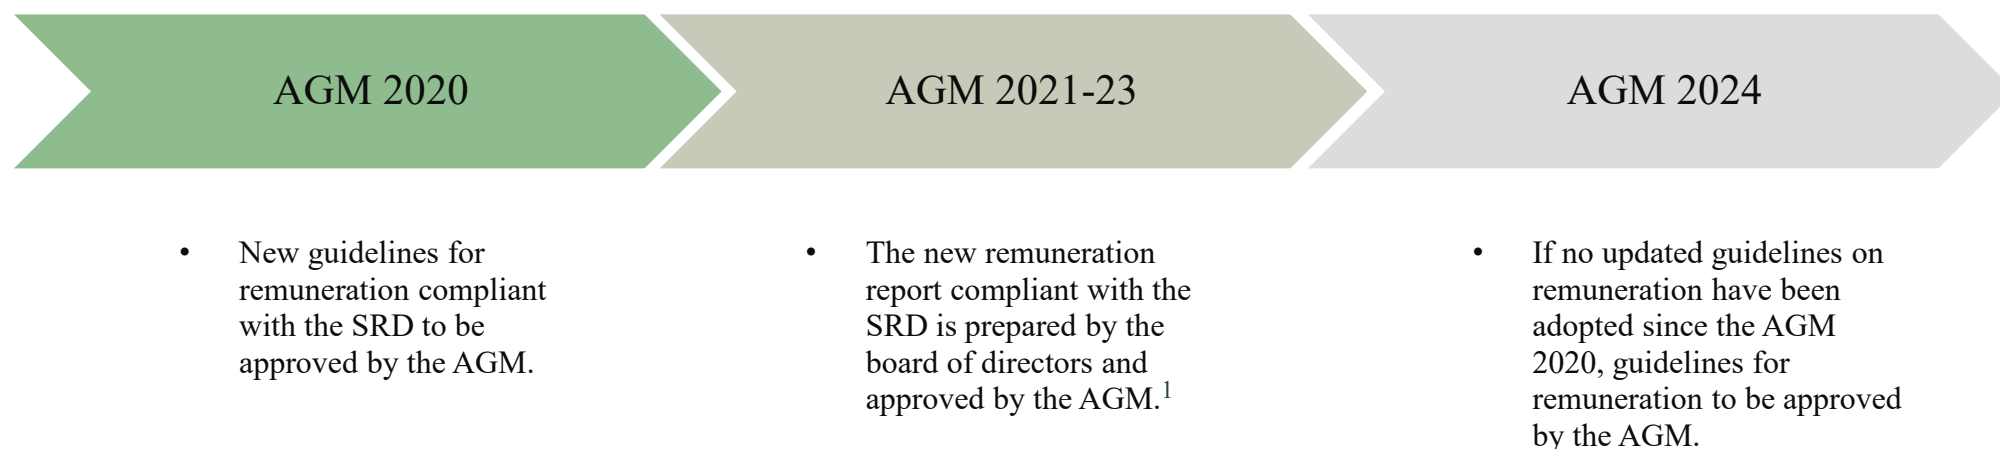 AGM 2020
AGM 2021-23
AGM 2024
• New guidelines for
remuneration compliant
with the SRD to be
approved by the AGM.
• The new remuneration
report compliant with the
SRD is prepared by the
board of directors and
approved by the AGM.¹
• If no updated guidelines on
remuneration have been
adopted since the AGM
2020, guidelines for
remuneration to be approved
by the AGM.